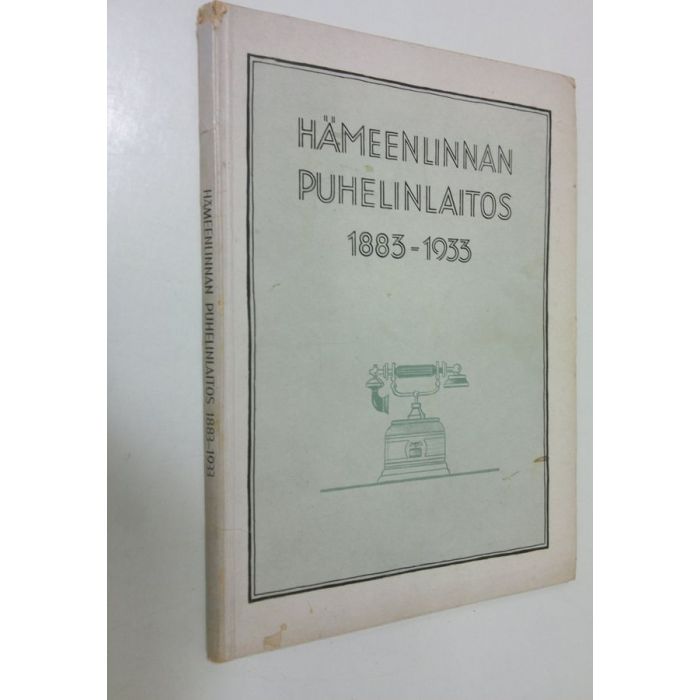 HÄMEENLINNAN
PUHELINLAITOS
1883-1933
HÄMEENLINNAN PUHELINLAITOS 1883-1933